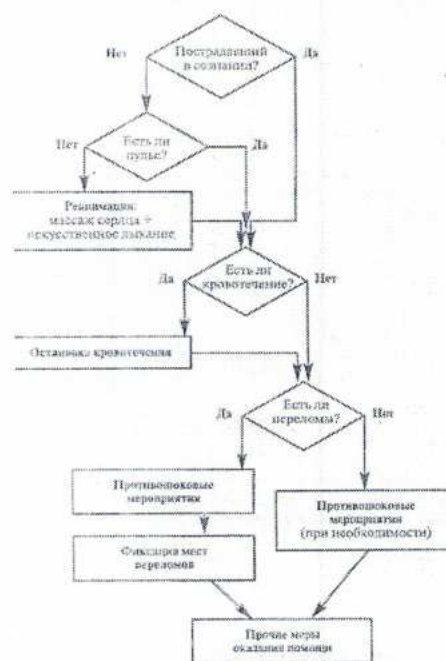 Нет
Пострадавший
в сознании?
Да
Нет
Есть ли
пульс?
Да
Реанимация:
массаж сердца +
искуственное дыхание
Да
Есть ли
кровотечение?
Нет
Остановка кровотечения
Да
Есть ли
переломы?
Нет
Противошоковые
мероприятия
Противошоковые
мероприятия
(при необходимости)
Фиксация мест
переломов
Прочие меры
оказания помощи